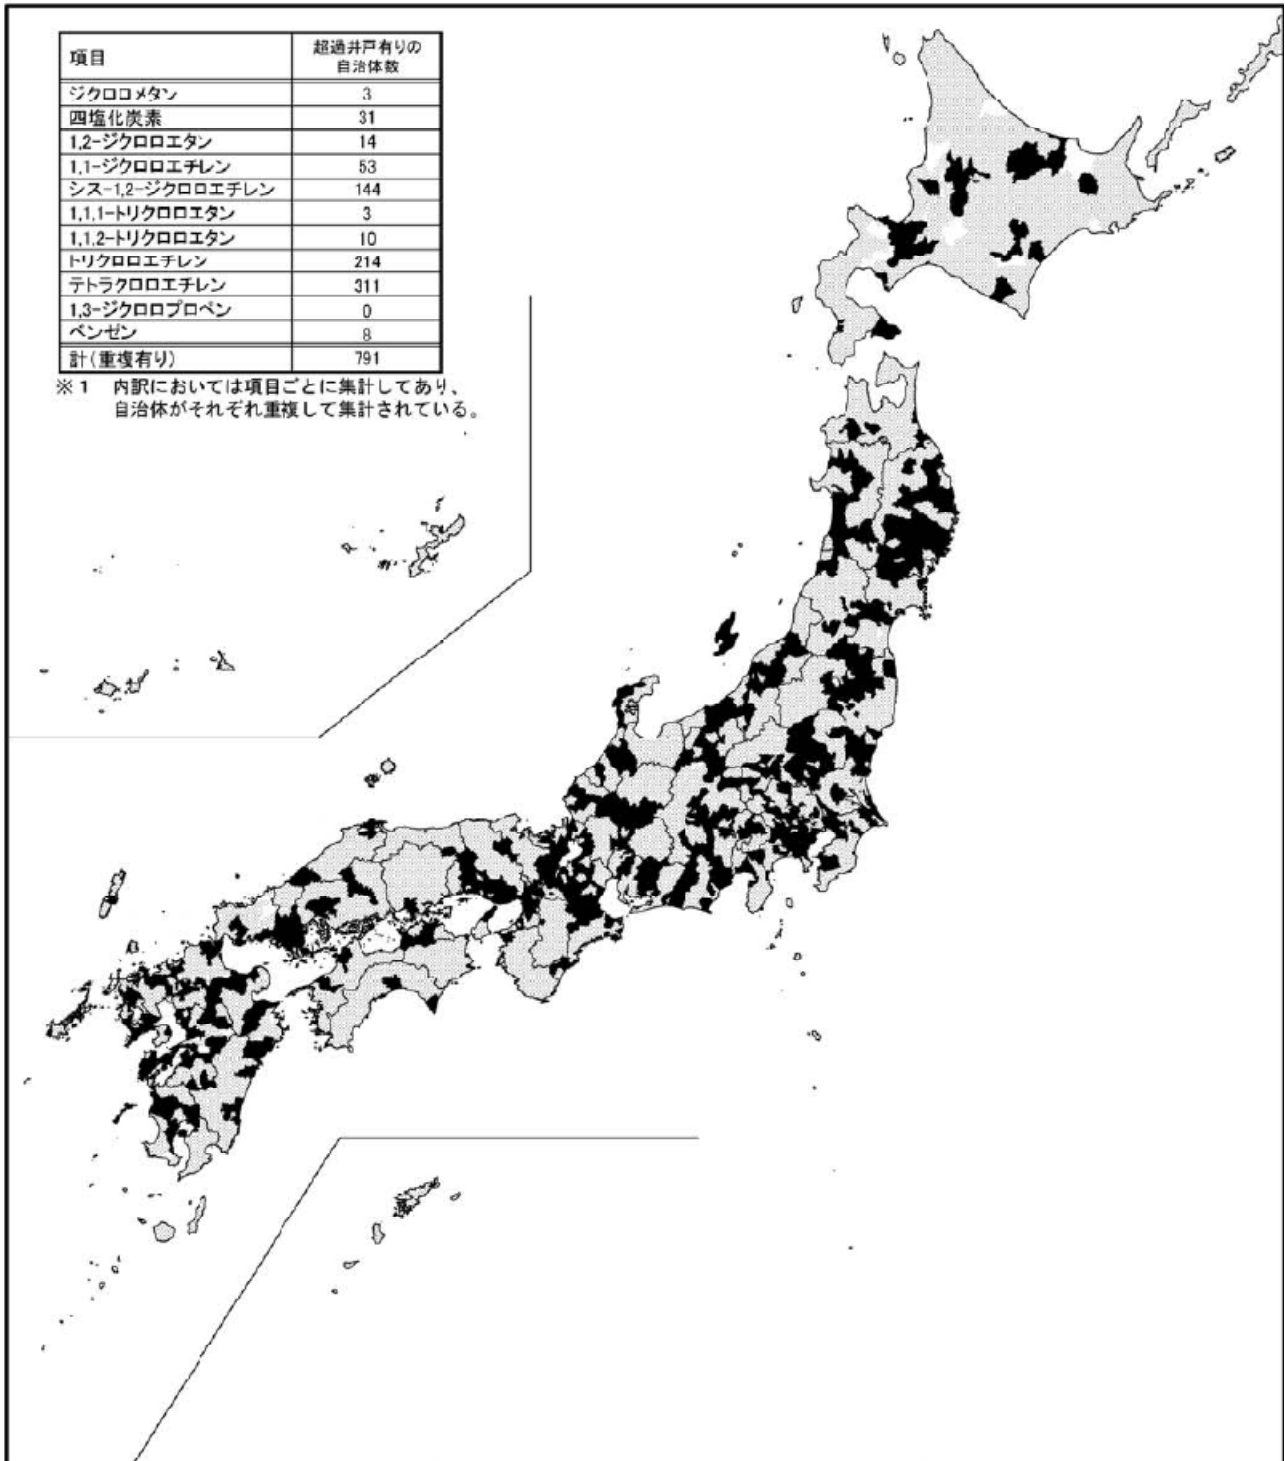 項目 超過井戸有りの
自治体数
ジクロロメタン 3
四塩化炭素 31
1,2-ジクロロエタン 14
1,1-ジクロロエチレン 53
シス-1,2-ジクロロエチレン 144
1,1,1-トリクロロエタン 3
1,1,2-トリクロロエタン 10
トリクロロエチレン 214
テトラクロロエチレン 311
1,3-ジクロロプロペン 0
ベンゼン 8
計(重複有り) 791
※1 内訳においては項目ごとに集計してあり、
自治体がそれぞれ重複して集計されている。